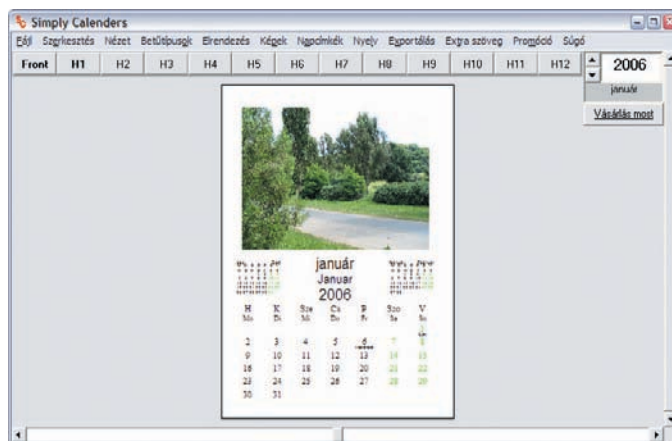 Simply Calenders
Fájl Szerkesztés Nézet Betűtípusok Elrendezés Képek Napcímkék Nyelv Exportálás Extra szöveg Promóció Súgó
Front H1 H2 H3 H4 H5 H6 H7 H8 H9 H10 H11 H12 2006
január
Vásárlás most
január
Januar
2006
H K Sze Cs P Szo V
Mo Di Mi Do Fr Sa So
1
2 3 4 5 6 7 8
9 10 11 12 13 14 15
16 17 18 19 20 21 22
23 24 25 26 27 28 29
30 31